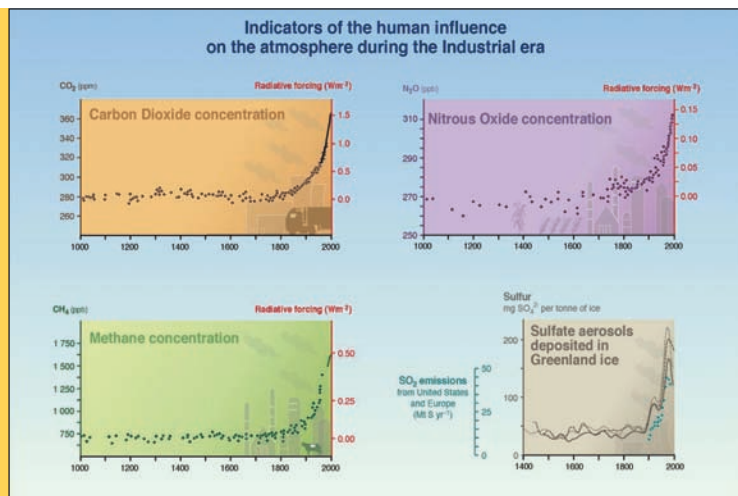 Indicators of the human influence
on the atmosphere during the Industrial era
CO₂ (ppm)
Radiative forcing (Wm⁻²)
Carbon Dioxide concentration
360
340
320
300
280
260
1.5
1.0
0.5
0.0
1000 1200 1400 1600 1800 2000
N₂O (ppb)
Radiative forcing (Wm⁻²)
Nitrous Oxide concentration
310
290
270
250
0.15
0.10
0.05
0.00
1000 1200 1400 1600 1800 2000
CH₄ (ppb)
Radiative forcing (Wm⁻²)
Methane concentration
1 750
1 500
1 250
1 000
750
0.50
0.25
0.00
1000 1200 1400 1600 1800 2000
Sulfur
mg SO₄²⁻ per tonne of ice
Sulfate aerosols
deposited in
Greenland ice
200
100
0
SO₂ emissions
from United States
and Europe
(Mt S yr⁻¹)
50
25
0
1400 1600 1800 2000